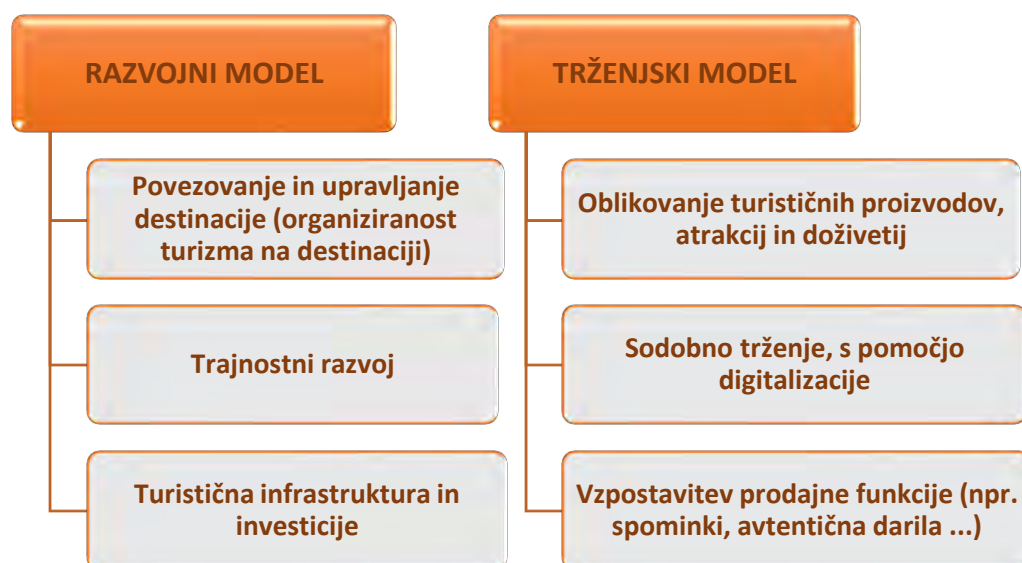 RAZVOJNI MODEL
Povezovanje in upravljanje
destinacije (organiziranost
turizma na destinaciji)
Trajnostni razvoj
Turistična infrastruktura in
investicije
TRŽENJSKI MODEL
Oblikovanje turističnih proizvodov,
atrakcij in doživetij
Sodobno trženje, s pomočjo
digitalizacije
Vzpostavitev prodajne funkcije (npr.
spominki, avtentična darila ...)